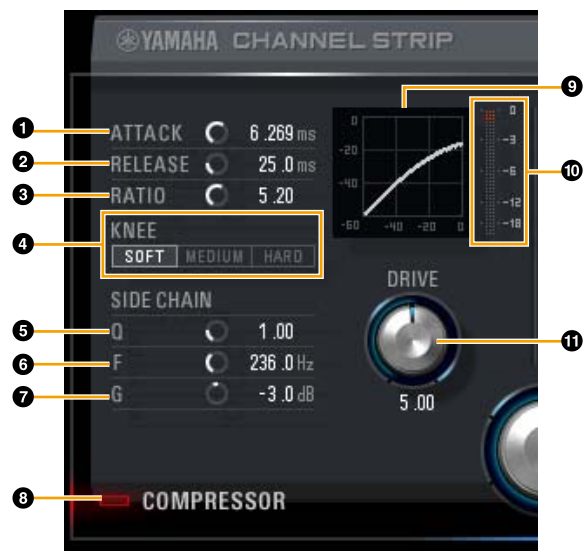 YAMAHA CHANNEL STRIP
1 ATTACK 6.269 ms
2 RELEASE 25.0 ms
3 RATIO 5.20
4 KNEE
SOFT MEDIUM HARD
SIDE CHAIN
5 Q 1.00
6 F 236.0 Hz
7 G -3.0 dB
8 COMPRESSOR
9
0
-20
-40
-60 -40 -20 0
10
0
-3
-6
-12
-18
DRIVE
11
5.00